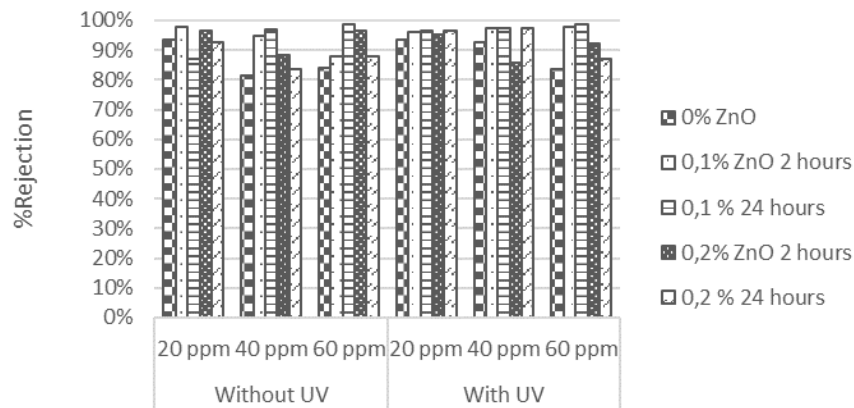 100%
90%
80%
70%
60%
50%
40%
30%
20%
10%
0%
%Rejection
20 ppm 40 ppm 60 ppm 20 ppm 40 ppm 60 ppm
Without UV With UV
0% ZnO
0,1% ZnO 2 hours
0,1 % 24 hours
0,2% ZnO 2 hours
0,2 % 24 hours